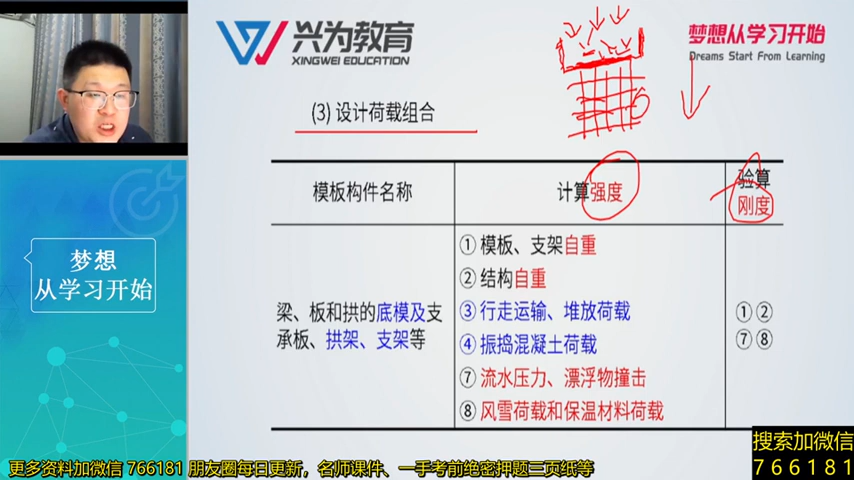 兴为教育
XINGWEI EDUCATION
梦想从学习开始
Dreams Start From Learning
(3) 设计荷载组合
模板构件名称
计算强度
验算
刚度
梁、板和拱的底模及支
承板、拱架、支架等
① 模板、支架自重
② 结构自重
③ 行走运输、堆放荷载
④ 振捣混凝土荷载
⑦ 流水压力、漂浮物撞击
⑧ 风雪荷载和保温材料荷载
① ②
⑦ ⑧
梦想
从学习开始
搜索加微信
766181
更多资料加微信 766181 朋友圈每日更新，名师课件、一手考前绝密押题三页纸等